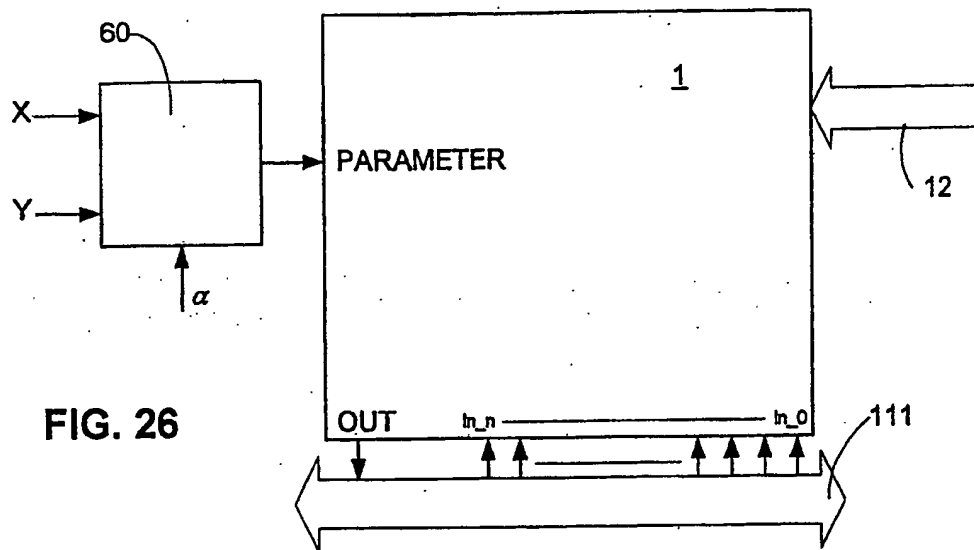 60
1
X
12
PARAMETER
Y
α
FIG. 26
OUT In_n In_0
111